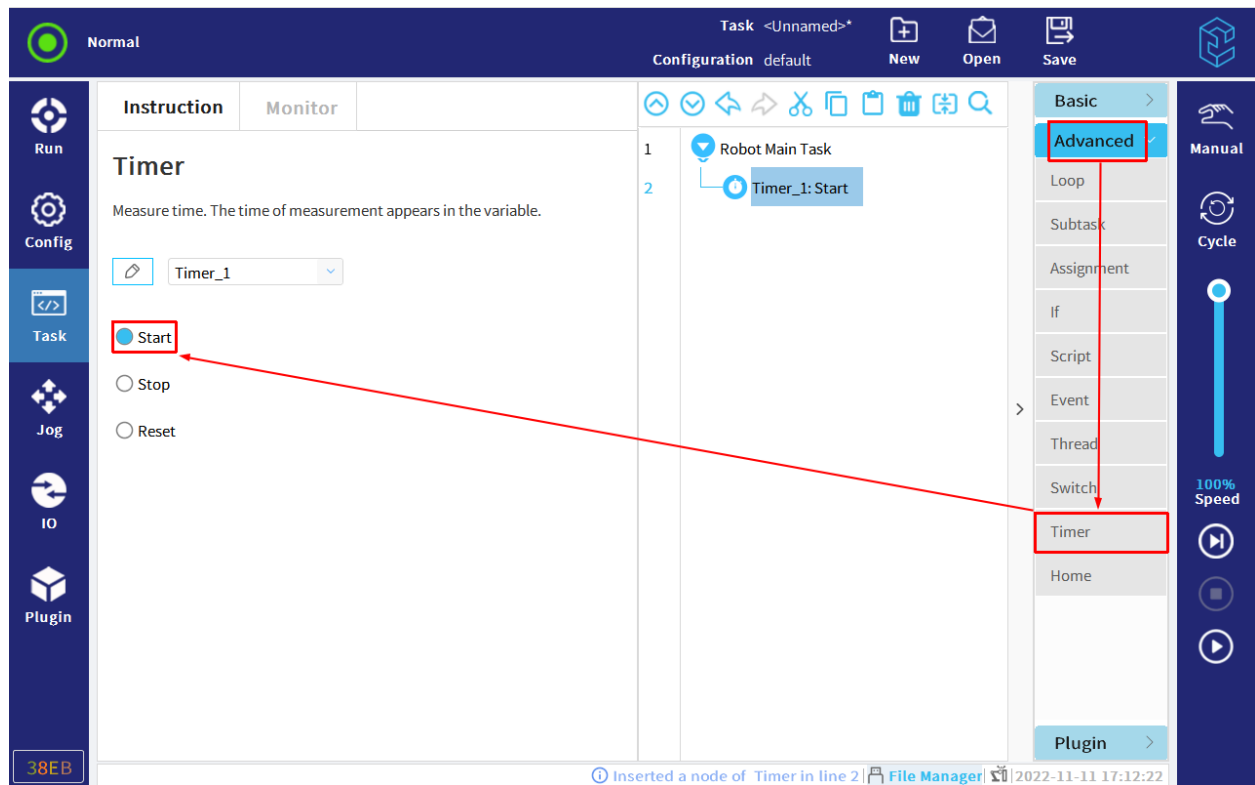 Normal
Task <Unnamed>*
Configuration default
New
Open
Save
Run
Config
Task
Jog
IO
Plugin
38EB
Instruction
Monitor
Timer
Measure time. The time of measurement appears in the variable.
Timer_1
Start
Stop
Reset
1 Robot Main Task
2 Timer_1: Start
Basic
Advanced
Loop
Subtask
Assignment
If
Script
Event
Thread
Switch
Timer
Home
Plugin
Manual
Cycle
100%
Speed
Inserted a node of Timer in line 2 File Manager 2022-11-11 17:12:22